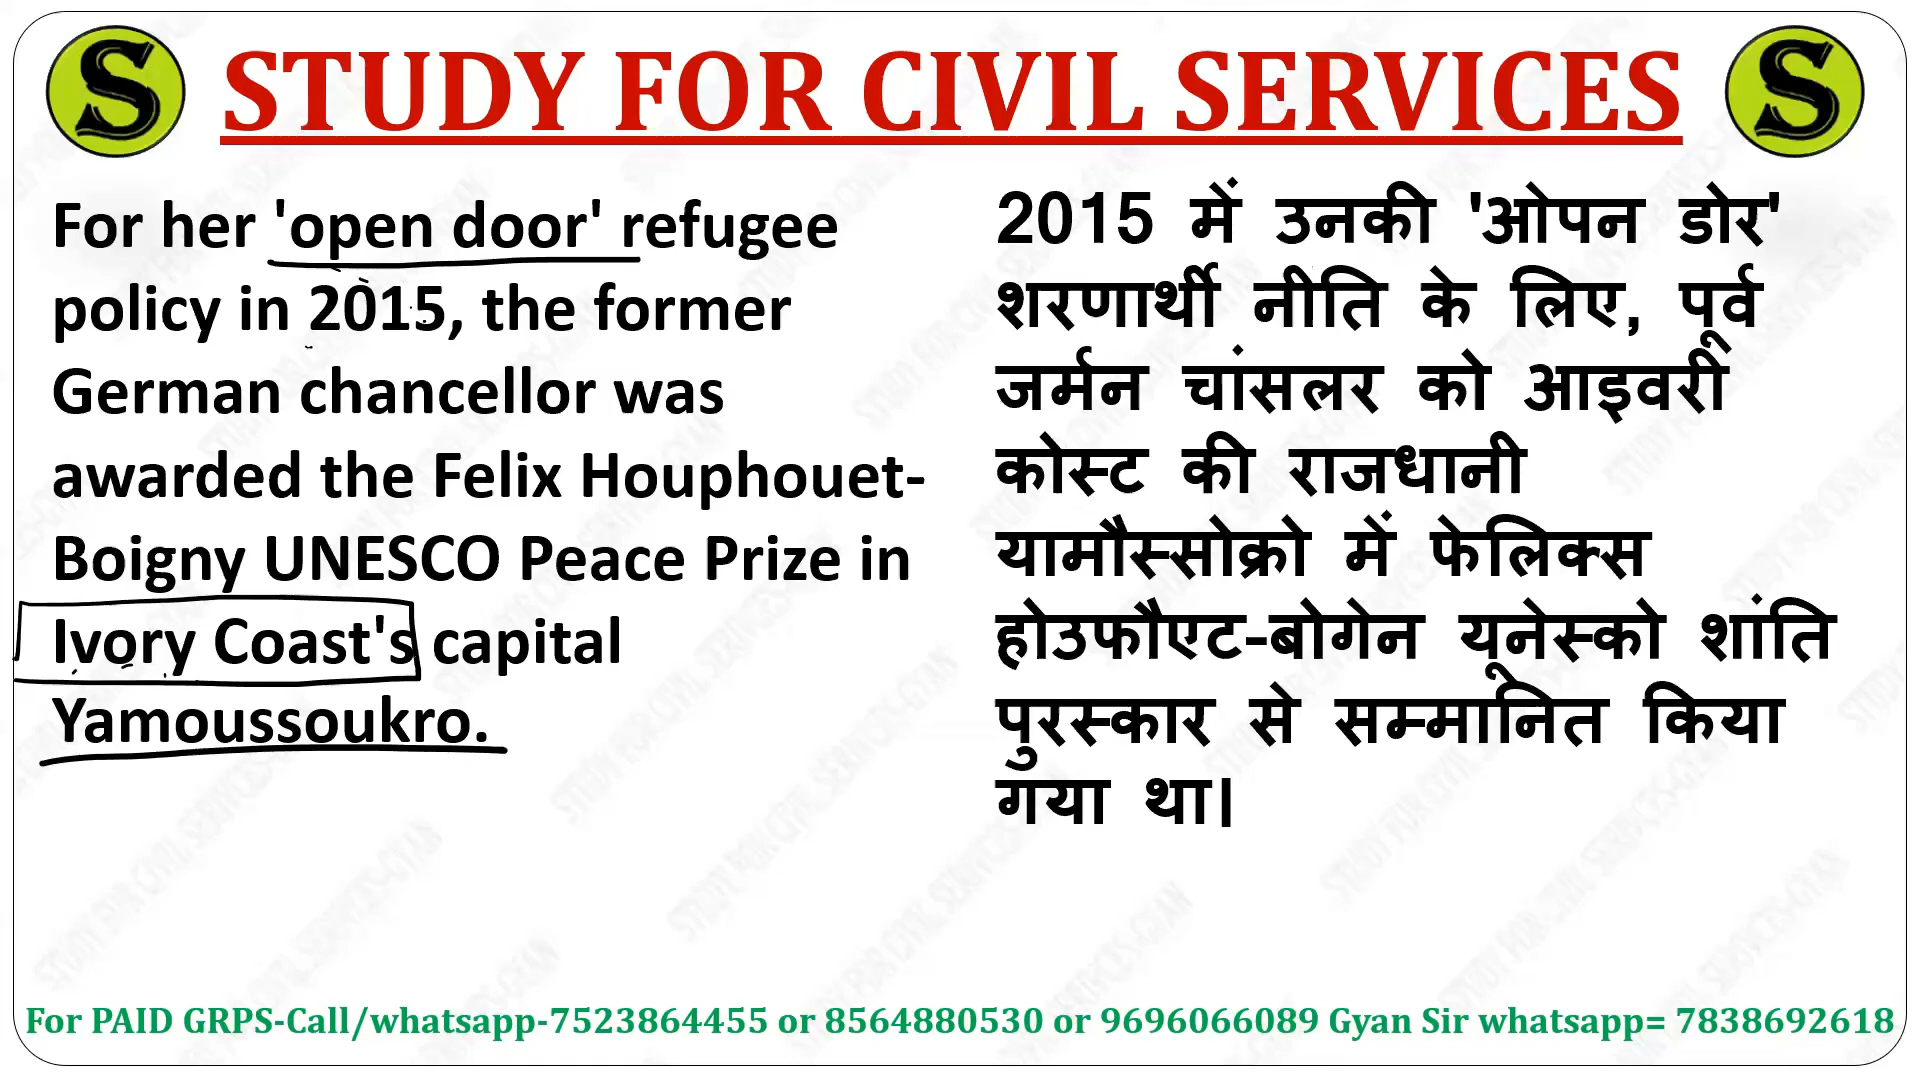 S
STUDY FOR CIVIL SERVICES
S
For her 'open door' refugee
policy in 2015, the former
German chancellor was
awarded the Felix Houphouet-
Boigny UNESCO Peace Prize in
Ivory Coast's capital
Yamoussoukro.
2015 में उनकी 'ओपन डोर'
शरणार्थी नीति के लिए, पूर्व
जर्मन चांसलर को आइवरी
कोस्ट की राजधानी
यामौस्सोक्रो में फेलिक्स
होउफौएट-बोगेन यूनेस्को शांति
पुरस्कार से सम्मानित किया
गया था।
For PAID GRPS-Call/whatsapp-7523864455 or 8564880530 or 9696066089 Gyan Sir whatsapp= 7838692618